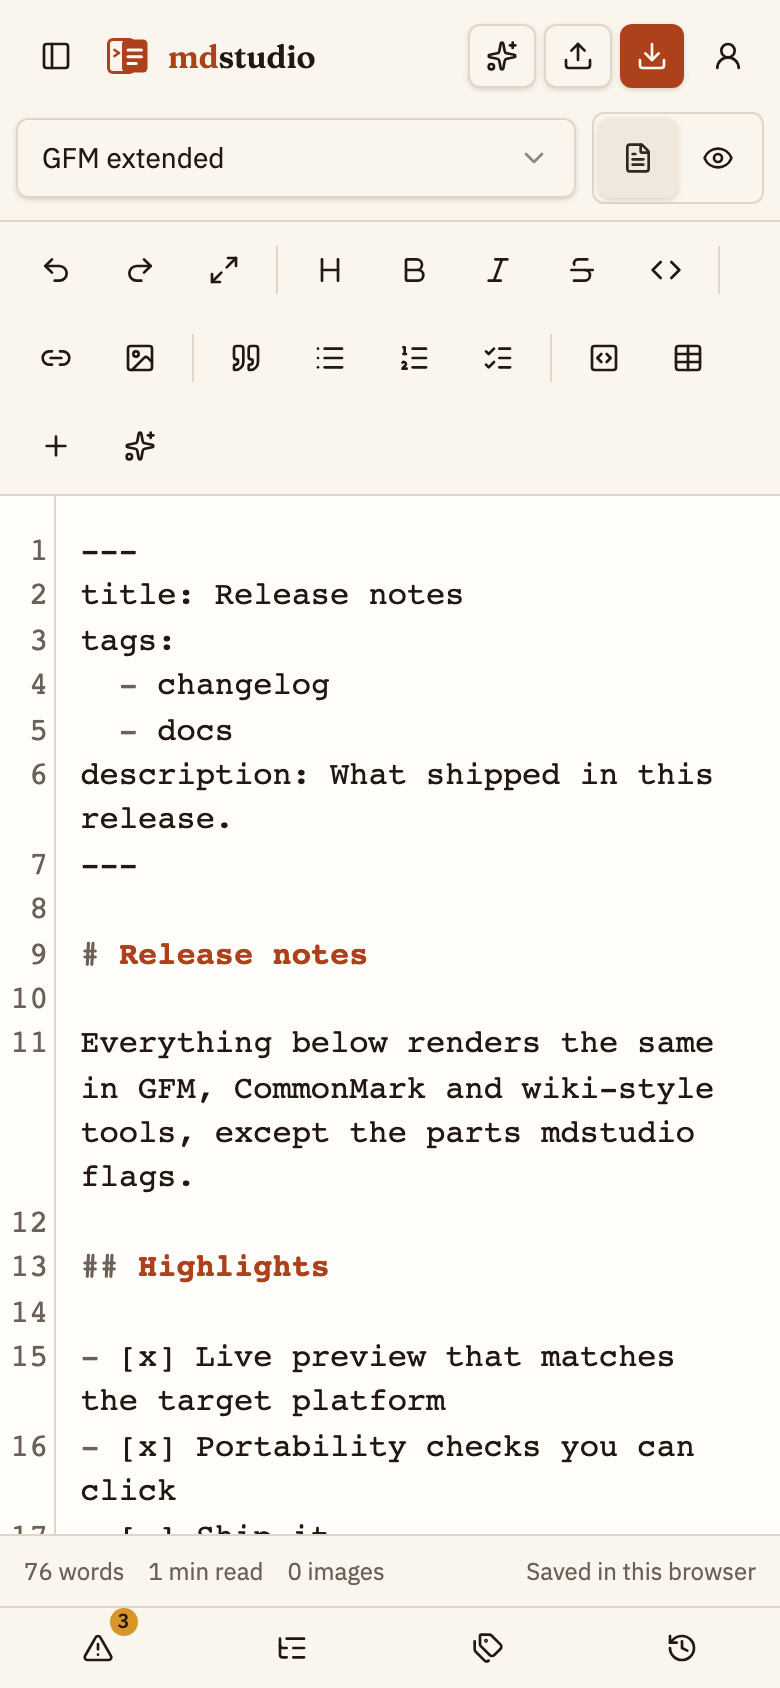 mdstudio
GFM extended
1 ---
2 title: Release notes
3 tags:
4 - changelog
5 - docs
6 description: What shipped in this
release.
7 ---
8
9 # Release notes
10
11 Everything below renders the same
in GFM, CommonMark and wiki-style
tools, except the parts mdstudio
flags.
12
13 ## Highlights
14
15 - [x] Live preview that matches
the target platform
16 - [x] Portability checks you can
click
17 - [ ] Ship it
76 words 1 min read 0 images Saved in this browser
3